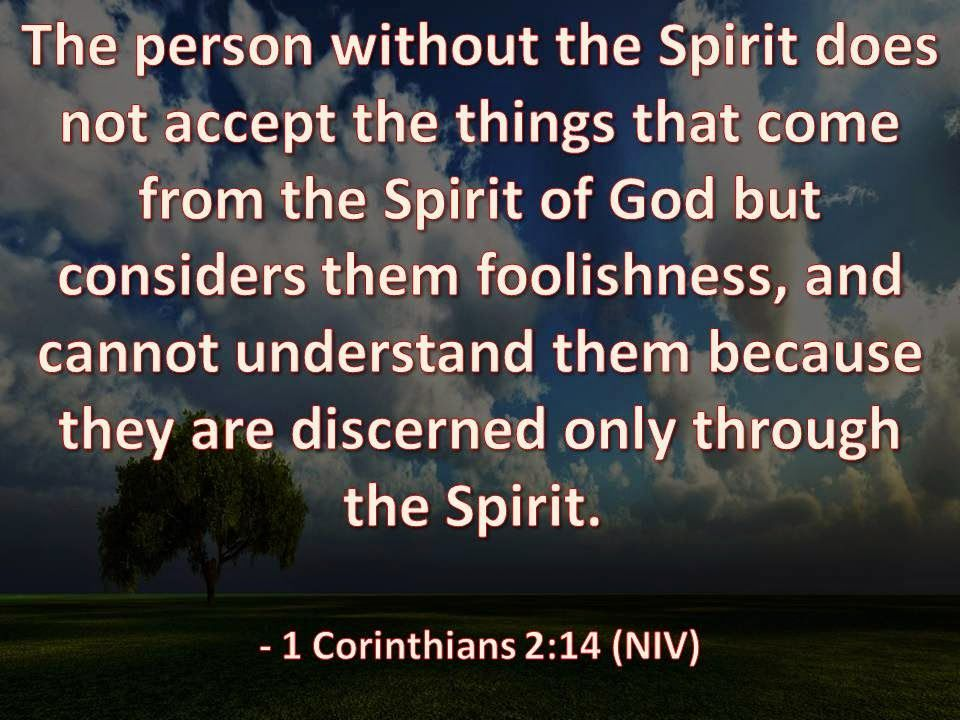 The person without the Spirit does
not accept the things that come
from the Spirit of God but
considers them foolishness, and
cannot understand them because
they are discerned only through
the Spirit.
- 1 Corinthians 2:14 (NIV)